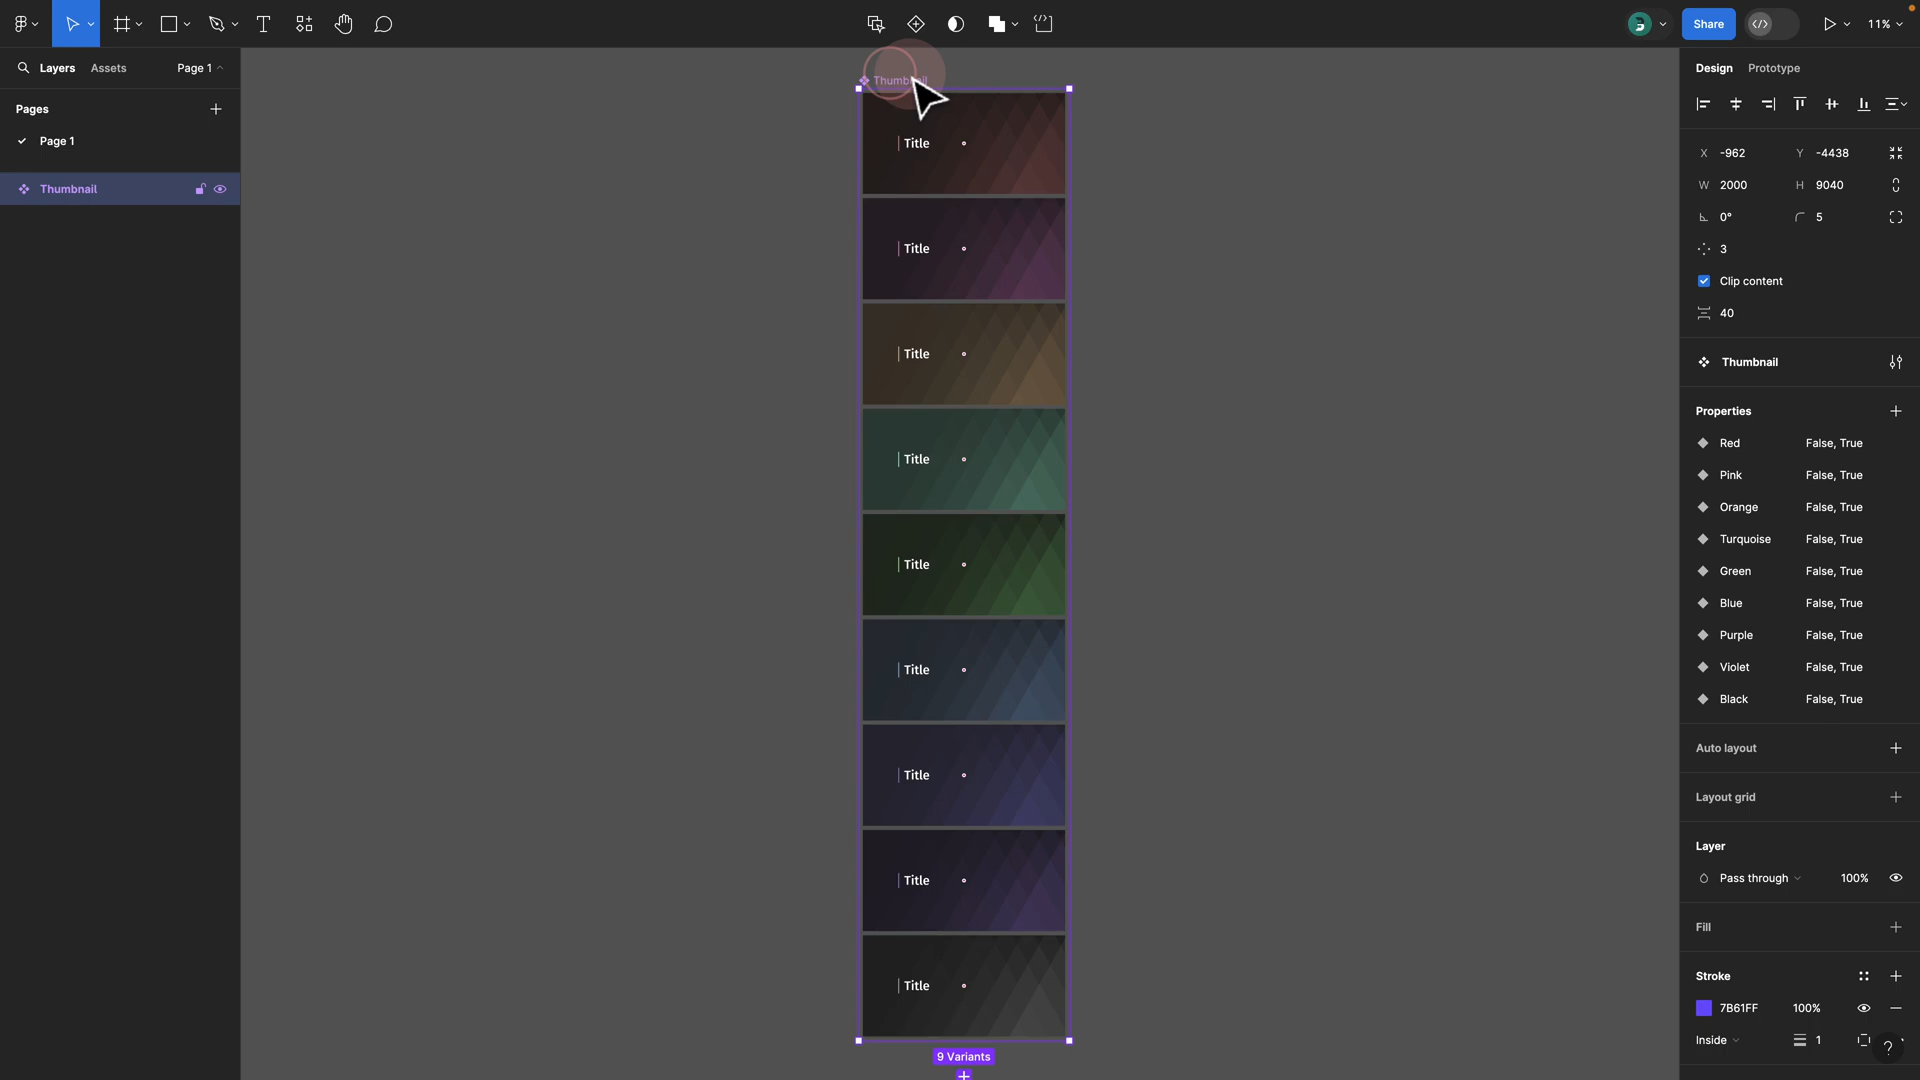 Share
11%
Layers
Assets
Page 1
Design
Prototype
Pages
Page 1
Thumbnail
Thumbnail
Title
Title
Title
Title
Title
Title
Title
Title
Title
9 Variants
X
-962
Y
-4438
W
2000
H
9040
0°
5
3
Clip content
40
Thumbnail
Properties
Red
False, True
Pink
False, True
Orange
False, True
Turquoise
False, True
Green
False, True
Blue
False, True
Purple
False, True
Violet
False, True
Black
False, True
Auto layout
Layout grid
Layer
Pass through
100%
Fill
Stroke
7B61FF
100%
Inside
1
?